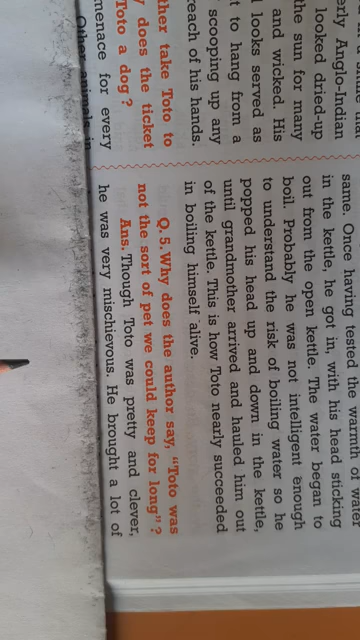 Anglo-Indian
looked dried-up
the sun for many
and wicked. His
looks served as
to hang from a
scooping up any
reach of his hands.
take Toto to
does the ticket
Toto a dog ?
menace for every
Other animals in
same. Once having tested the warmth of water
in the kettle, he got in, with his head sticking
out from the open kettle. The water began to
boil. Probably he was not intelligent enough
to understand the risk of boiling water so he
popped his head up and down in the kettle,
until grandmother arrived and hauled him out
of the kettle. This is how Toto nearly succeeded
in boiling himself alive.
Q. 5. Why does the author say, "Toto was
not the sort of pet we could keep for long" ?
Ans. Though Toto was pretty and clever,
he was very mischievous. He brought a lot of